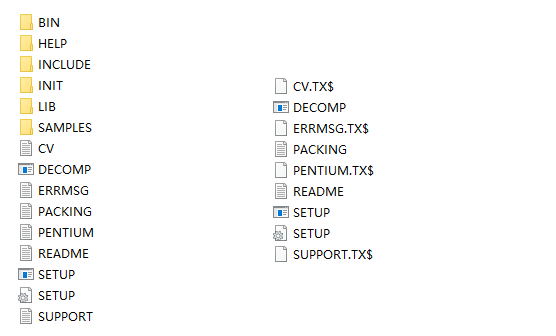 BIN
HELP
INCLUDE
INIT
LIB
SAMPLES
CV
DECOMP
ERRMSG
PACKING
PENTIUM
README
SETUP
SETUP
SUPPORT
CV.TX$
DECOMP
ERRMSG.TX$
PACKING
PENTIUM.TX$
README
SETUP
SETUP
SUPPORT.TX$